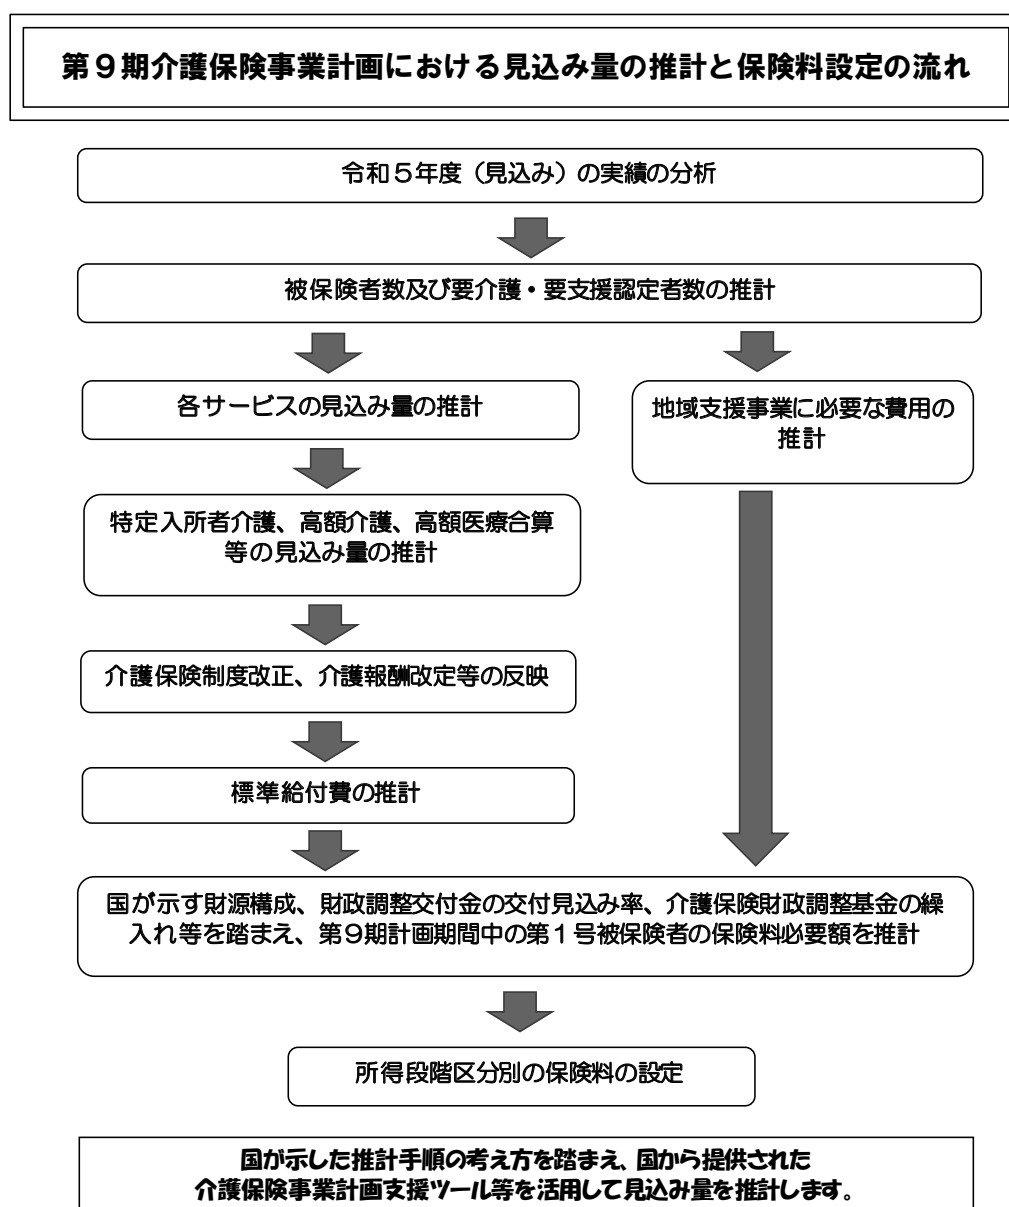 第９期介護保険事業計画における見込み量の推計と保険料設定の流れ
令和５年度（見込み）の実績の分析
被保険者数及び要介護・要支援認定者数の推計
各サービスの見込み量の推計
地域支援事業に必要な費用の
推計
特定入所者介護、高額介護、高額医療合算
等の見込み量の推計
介護保険制度改正、介護報酬改定等の反映
標準給付費の推計
国が示す財源構成、財政調整交付金の交付見込み率、介護保険財政調整基金の繰
入れ等を踏まえ、第９期計画期間中の第１号被保険者の保険料必要額を推計
所得段階区分別の保険料の設定
国が示した推計手順の考え方を踏まえ、国から提供された
介護保険事業計画支援ツール等を活用して見込み量を推計します。